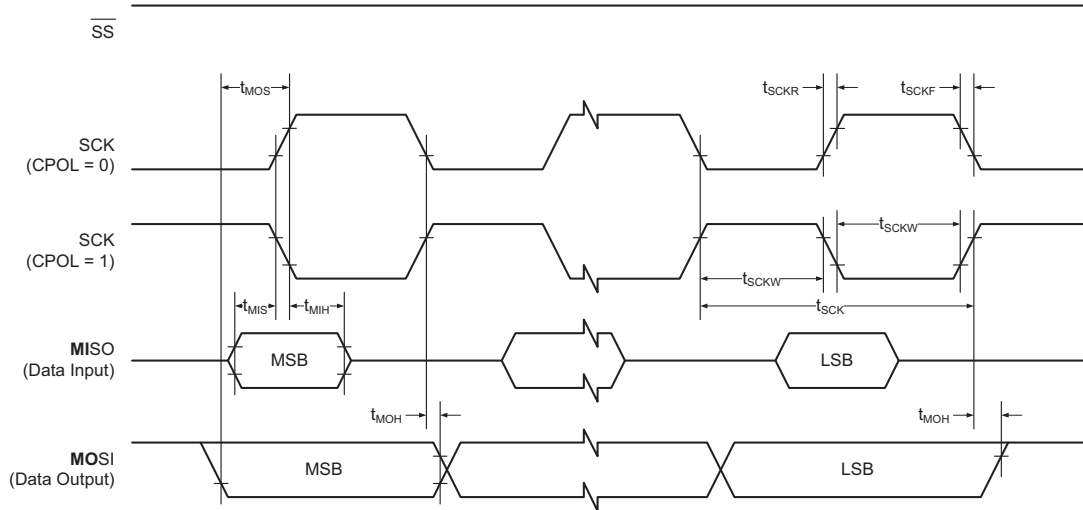 SS
tMOS
tSCKR
tSCKF
SCK
(CPOL = 0)
SCK
(CPOL = 1)
tSCKW
tSCKW
tMIS
tMIH
tSCK
MISO
(Data Input)
MSB
LSB
tMOH
tMOH
MOSI
(Data Output)
MSB
LSB